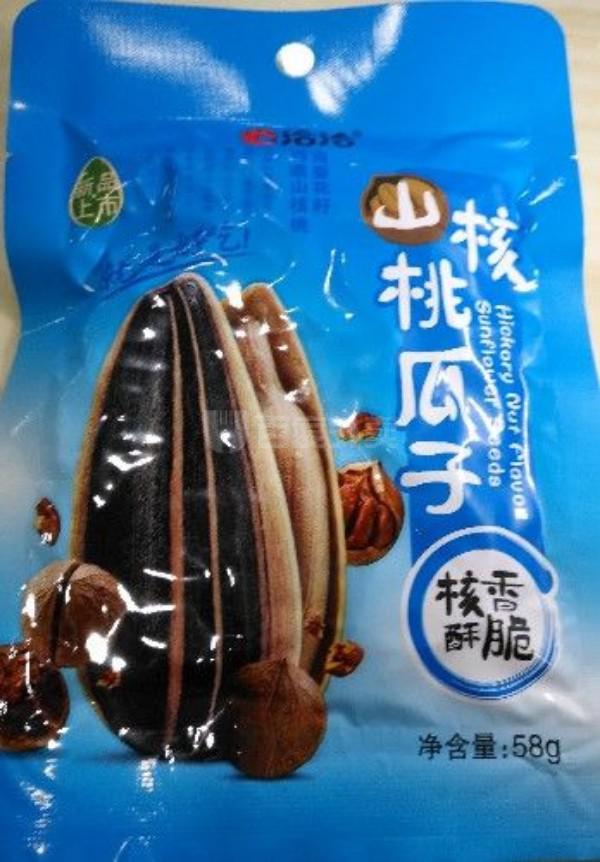 洽洽
新品
上市
山核桃瓜子
Hickory Nut Flavor
Sunflower Seeds
核香
酥脆
净含量:58g